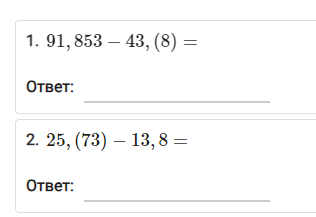 1. 91, 853 − 43, (8) =
Ответ:
2. 25, (73) − 13, 8 =
Ответ: